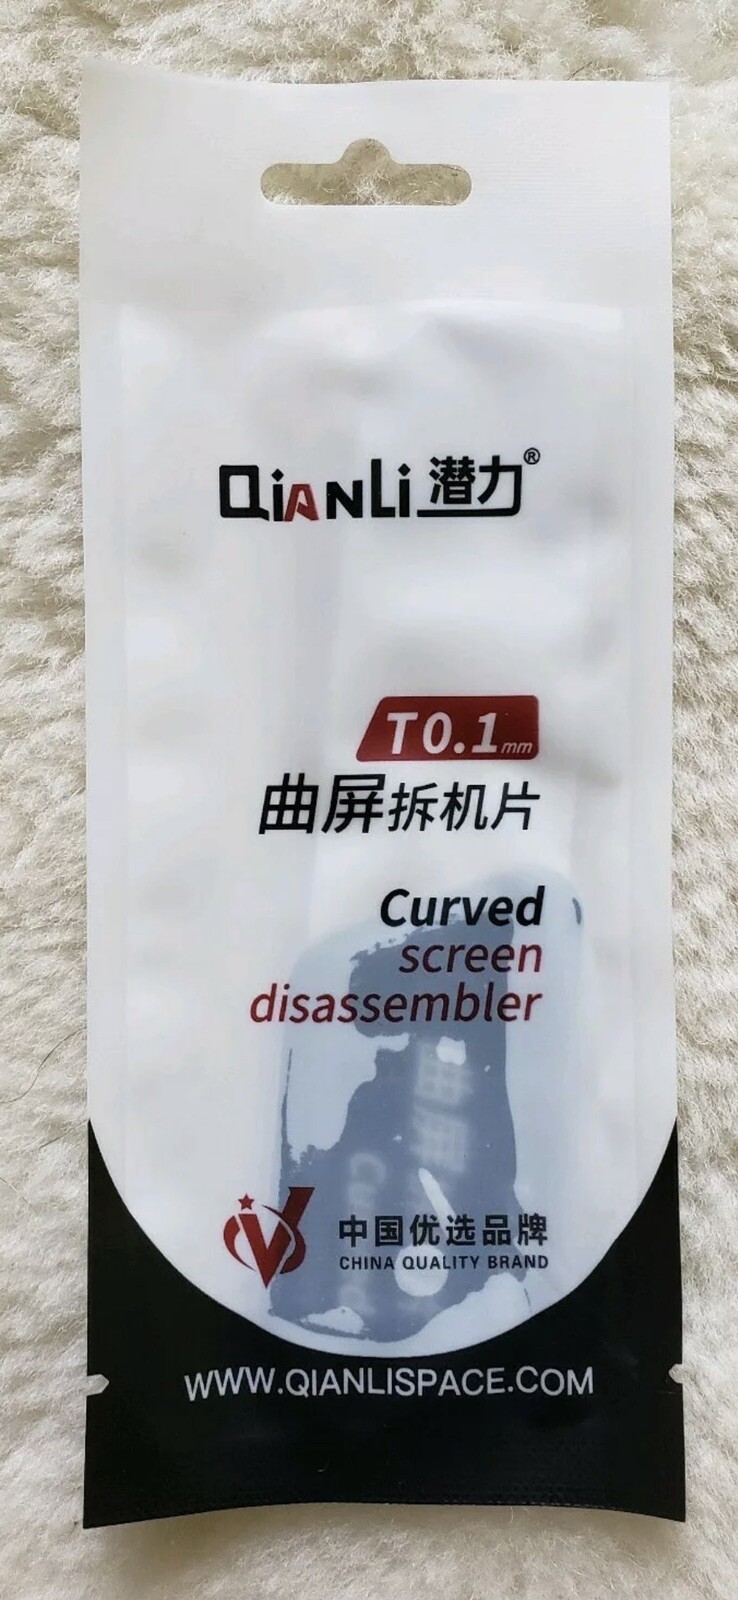 QiANLi 潜力®
T0.1mm
曲屏拆机片
Curved
screen
disassembler
中国优选品牌
CHINA QUALITY BRAND
WWW.QIANLISPACE.COM